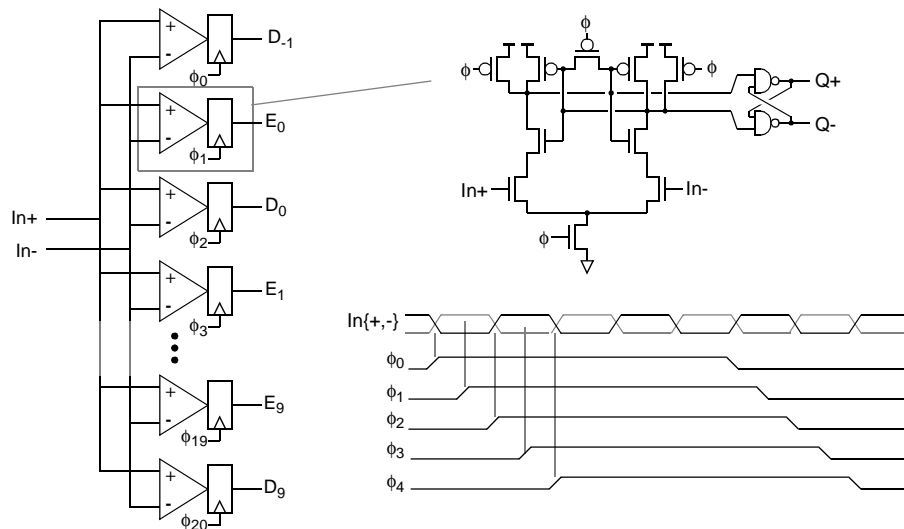 +
-
D-1
ϕ0
+
-
E0
ϕ1
In+
In-
+
-
D0
ϕ2
+
-
E1
ϕ3
+
-
E9
ϕ19
+
-
D9
ϕ20
ϕ
ϕ
ϕ
Q+
Q-
In+
In-
ϕ
In{+,-}
ϕ0
ϕ1
ϕ2
ϕ3
ϕ4